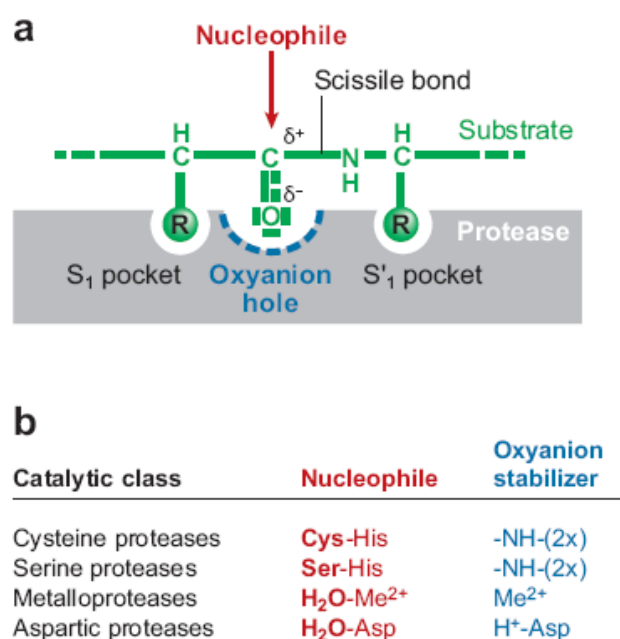 a
Nucleophile
Scissile bond
H H
C C δ+ N C Substrate
H
δ−
O
R R Protease
S1 pocket Oxyanion hole S'1 pocket
b
Catalytic class Nucleophile Oxyanion stabilizer
Cysteine proteases Cys-His -NH-(2x)
Serine proteases Ser-His -NH-(2x)
Metalloproteases H2O-Me2+ Me2+
Aspartic proteases H2O-Asp H+-Asp